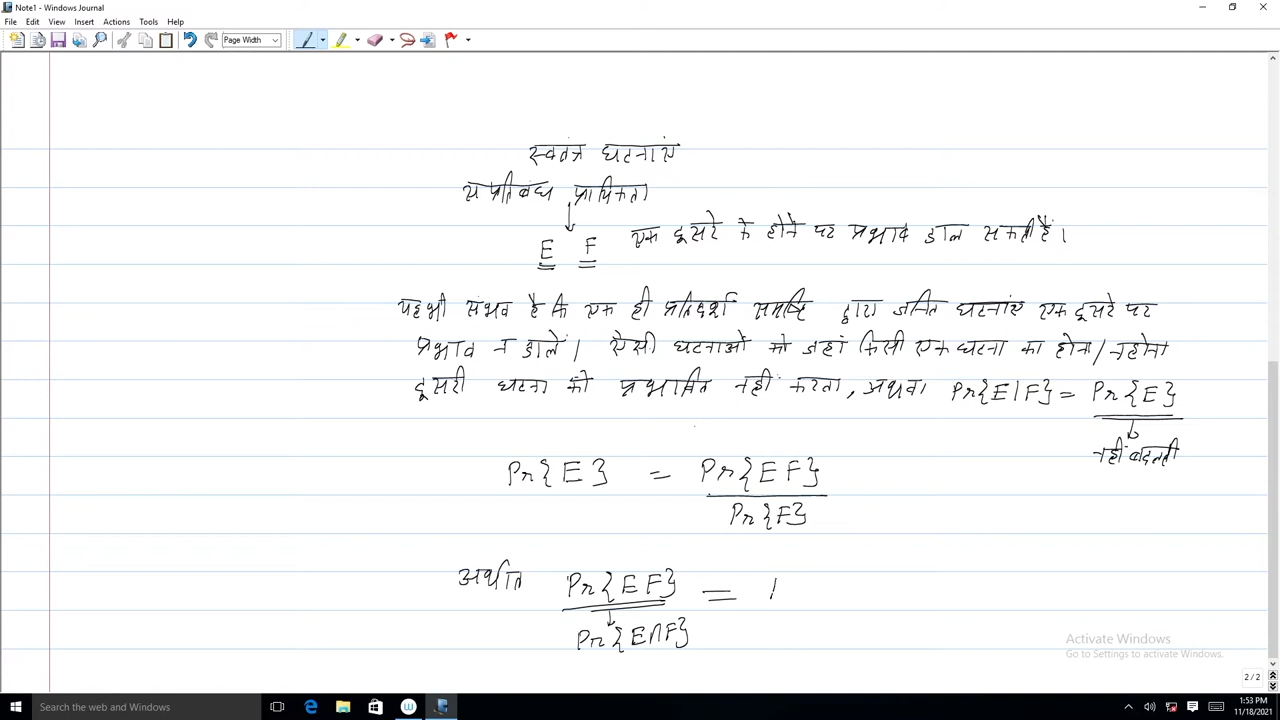 Note1 - Windows Journal
File Edit View Insert Actions Tools Help
Page Width
स्वतंत्र घटनाएं
सप्रतिबंध प्रायिकता
E F एक दूसरे के होने पर प्रभाव डाल सकती है।
यह भी संभव है कि एक ही प्रतिदर्श समष्टि द्वारा जनित घटनाएं एक दूसरे पर
प्रभाव न डालें। ऐसी घटनाओं को जहां किसी एक घटना का होना/नहोना
दूसरी घटना को प्रभावित नही करता, अथवा Pr{E|F} = Pr{E}
नही बदलती
Pr{E} = Pr{EF}
Pr{F}
अर्थात Pr{EF} =
Pr{E∩F}
Activate Windows
Go to Settings to activate Windows.
2 / 2
Search the web and Windows
1:53 PM
11/18/2021